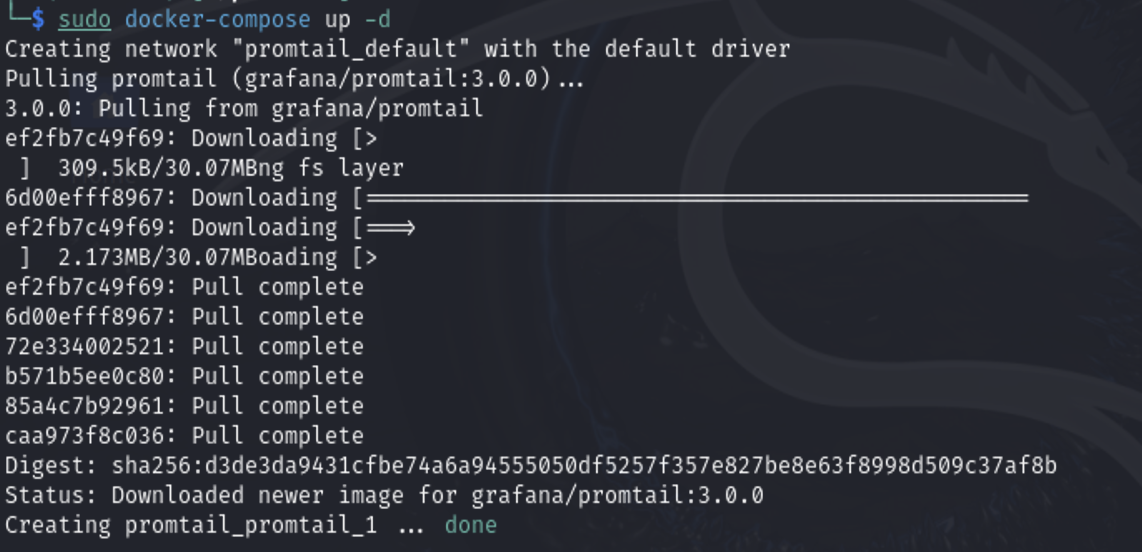 └─$ sudo docker-compose up -d
Creating network "promtail_default" with the default driver
Pulling promtail (grafana/promtail:3.0.0)...
3.0.0: Pulling from grafana/promtail
ef2fb7c49f69: Downloading [>
 ]  309.5kB/30.07MBng fs layer
6d00efff8967: Downloading [==================================================
ef2fb7c49f69: Downloading [===>
 ]  2.173MB/30.07MBoading [>
ef2fb7c49f69: Pull complete
6d00efff8967: Pull complete
72e334002521: Pull complete
b571b5ee0c80: Pull complete
85a4c7b92961: Pull complete
caa973f8c036: Pull complete
Digest: sha256:d3de3da9431cfbe74a6a94555050df5257f357e827be8e63f8998d509c37af8b
Status: Downloaded newer image for grafana/promtail:3.0.0
Creating promtail_promtail_1 ... done